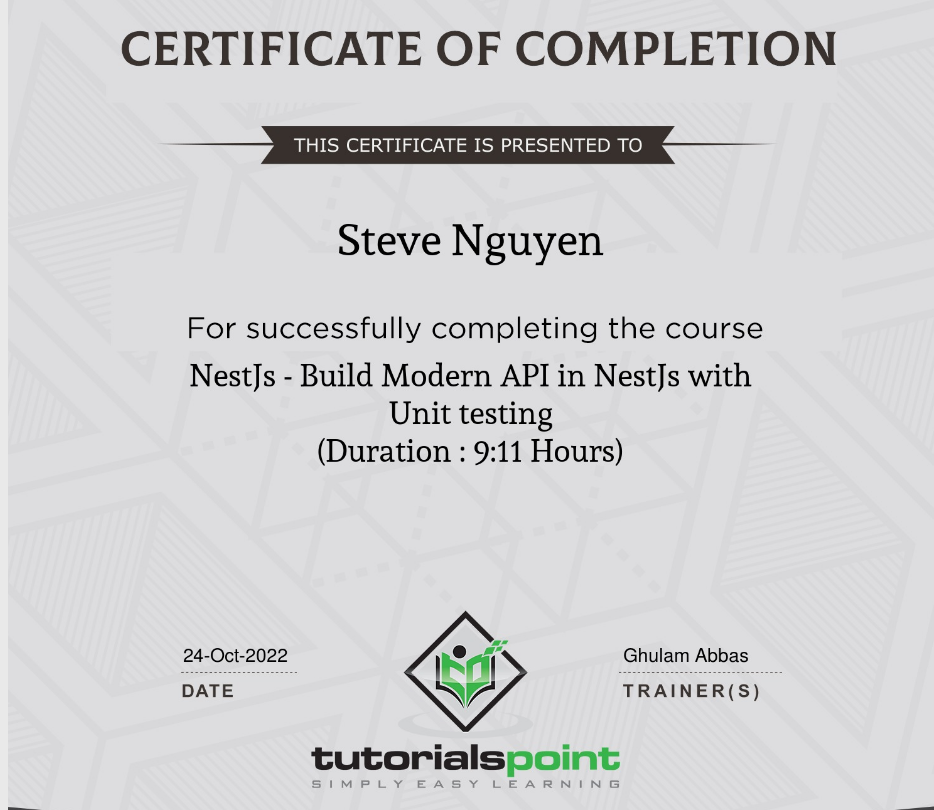 CERTIFICATE OF COMPLETION
THIS CERTIFICATE IS PRESENTED TO
Steve Nguyen
For successfully completing the course
NestJs - Build Modern API in NestJs with
Unit testing
(Duration : 9:11 Hours)
24-Oct-2022
DATE
Ghulam Abbas
TRAINER(S)
tutorialspoint
SIMPLY EASY LEARNING